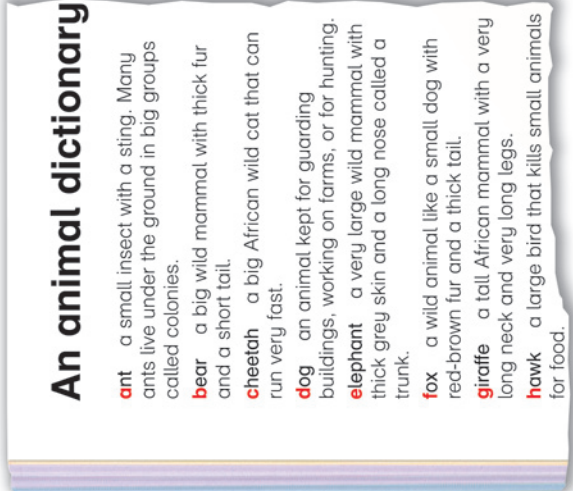 An animal dictionary
ant a small insect with a sting. Many
ants live under the ground in big groups
called colonies.
bear a big wild mammal with thick fur
and a short tail.
cheetah a big African wild cat that can
run very fast.
dog an animal kept for guarding
buildings, working on farms, or for hunting.
elephant a very large wild mammal with
thick grey skin and a long nose called a
trunk.
fox a wild animal like a small dog with
red-brown fur and a thick tail.
giraffe a tall African mammal with a very
long neck and very long legs.
hawk a large bird that kills small animals
for food.